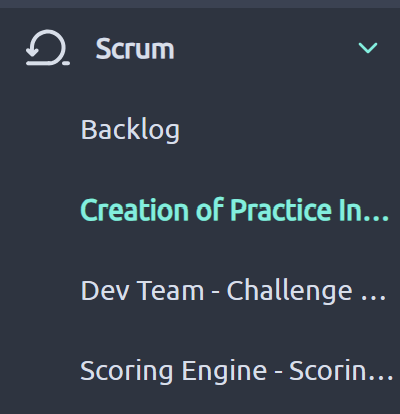 Scrum
Backlog
Creation of Practice In...
Dev Team - Challenge ...
Scoring Engine - Scorin...